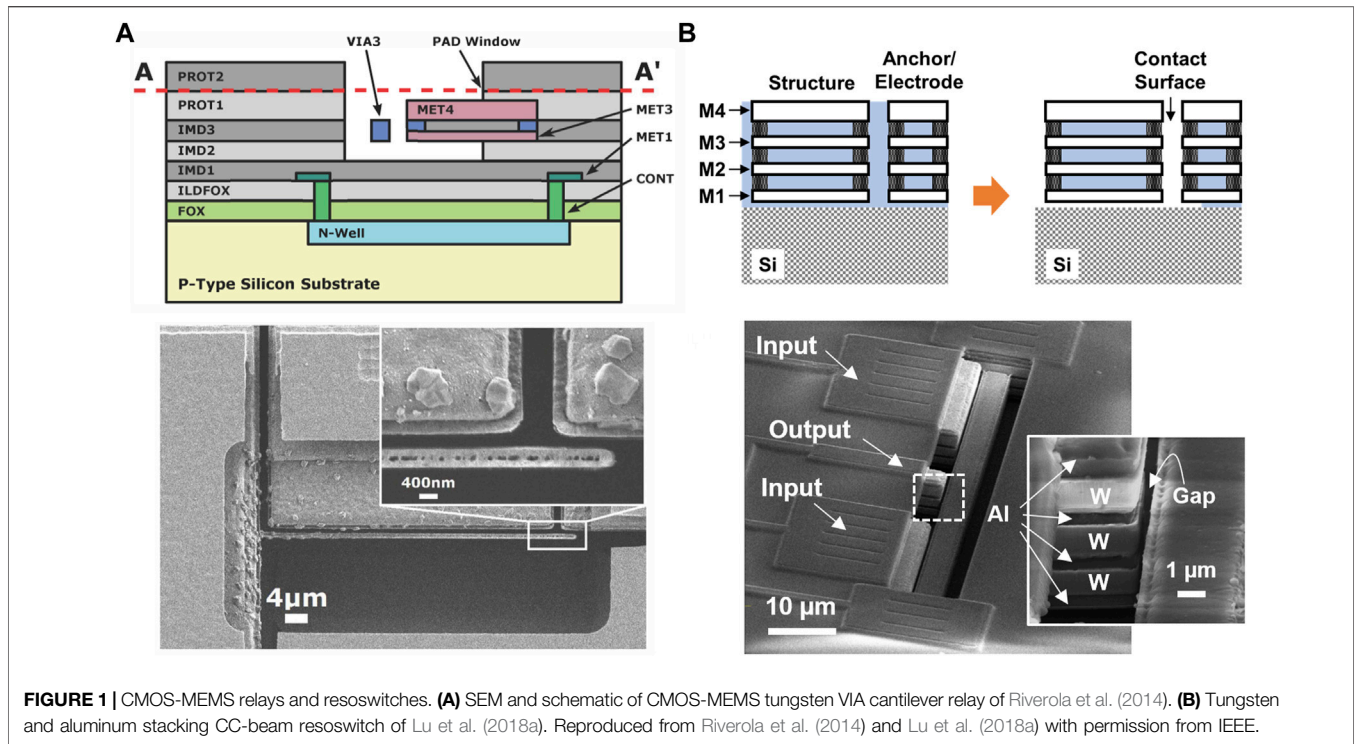 A
VIA3
PAD Window
A
A'
PROT2
PROT1
MET4
IMD3
MET3
IMD2
MET1
IMD1
ILDFOX
CONT
FOX
N-Well
P-Type Silicon Substrate
400nm
4μm
B
Structure
Anchor/
Electrode
Contact
Surface
M4
M3
M2
M1
Si
Si
Input
Output
Input
10 μm
Al
W
W
W
Gap
1 μm
FIGURE 1 | CMOS-MEMS relays and resoswitches. (A) SEM and schematic of CMOS-MEMS tungsten VIA cantilever relay of Riverola et al. (2014). (B) Tungsten
and aluminum stacking CC-beam resoswitch of Lu et al. (2018a). Reproduced from Riverola et al. (2014) and Lu et al. (2018a) with permission from IEEE.